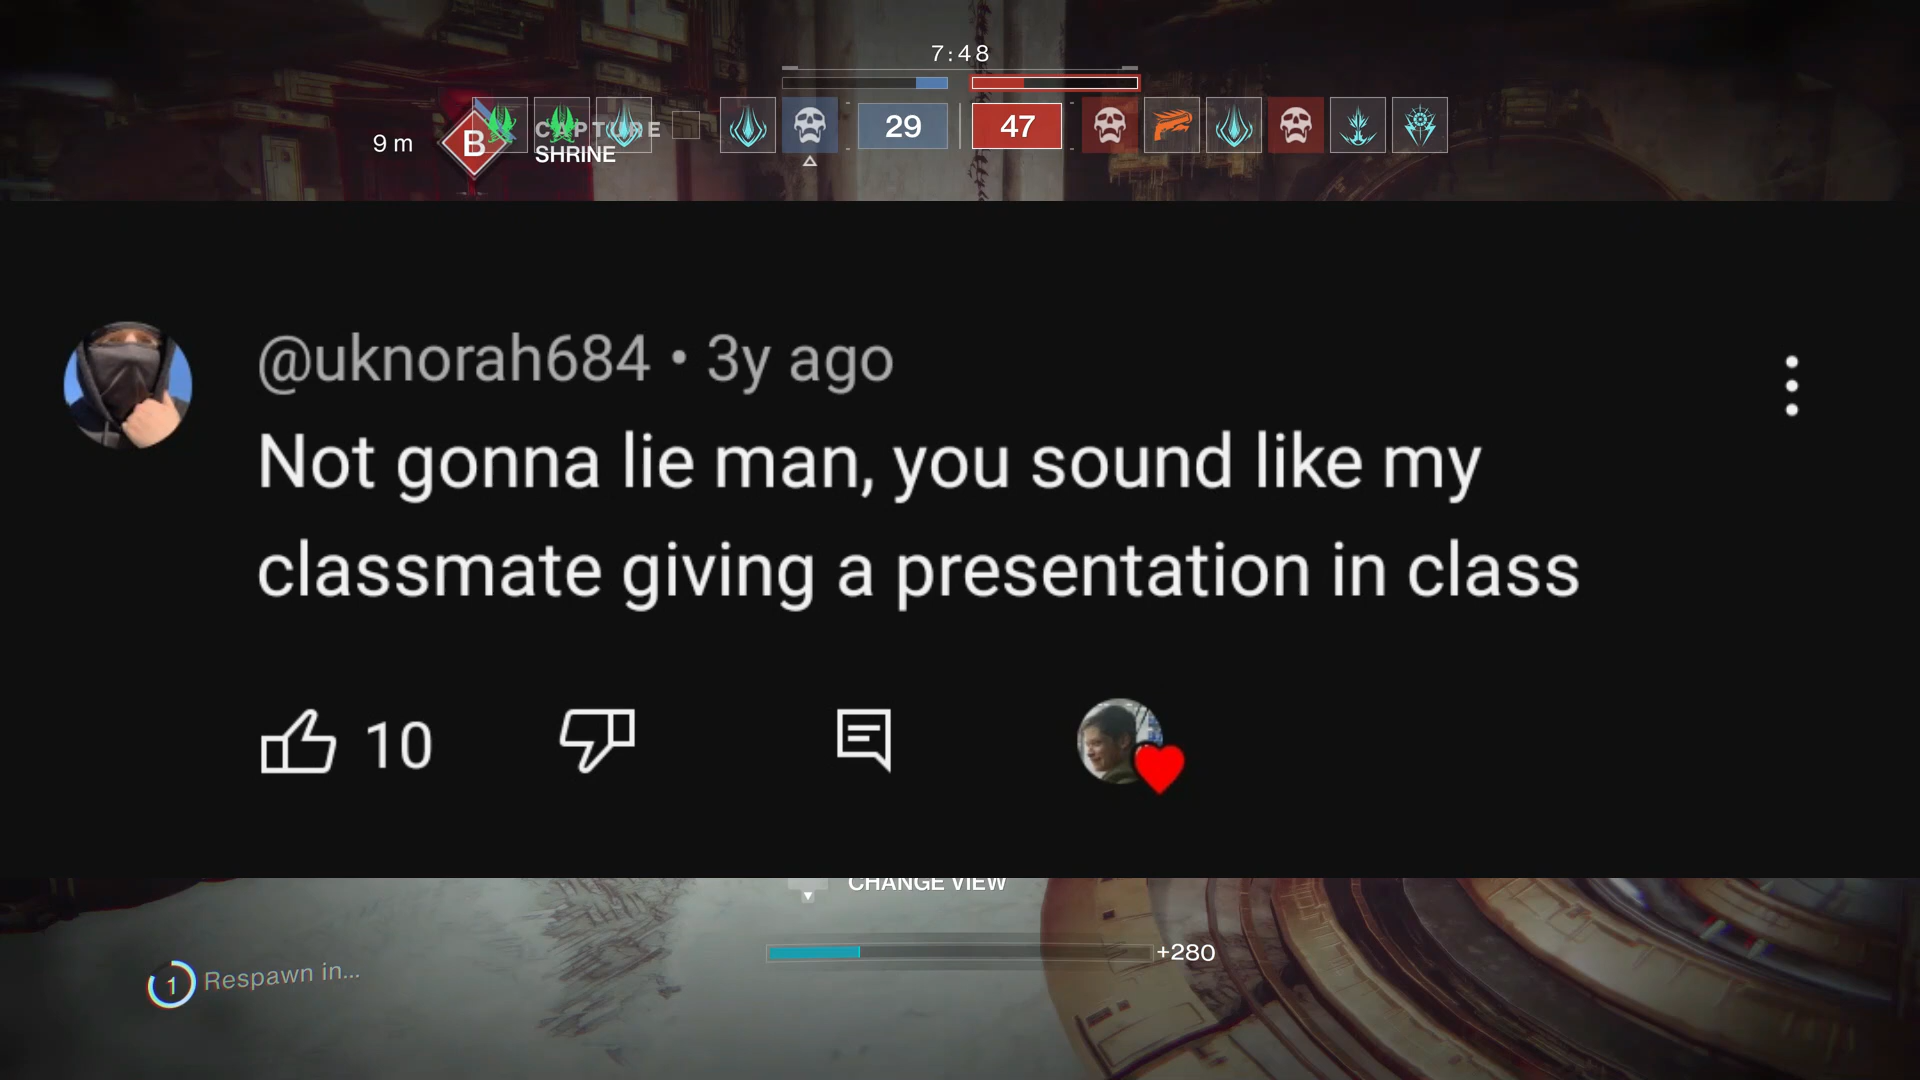 7:48
9 m
B
CAPTURE
SHRINE
29
47
@uknorah684 • 3y ago
Not gonna lie man, you sound like my
classmate giving a presentation in class
10
CHANGE VIEW
+280
1 Respawn in...